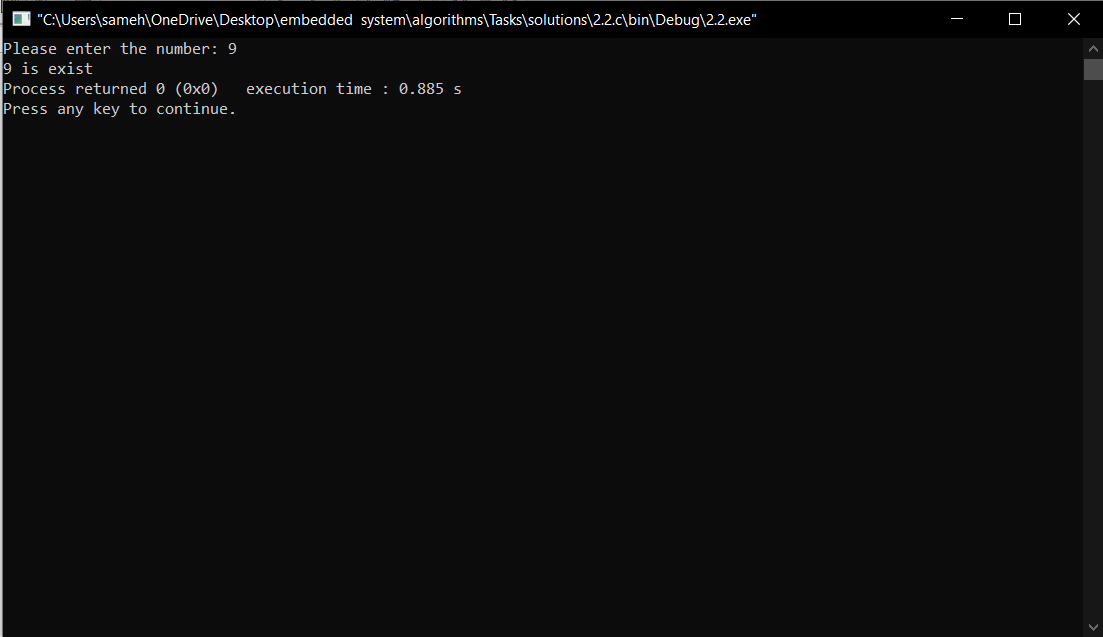 "C:\Users\sameh\OneDrive\Desktop\embedded  system\algorithms\Tasks\solutions\2.2.c\bin\Debug\2.2.exe"
Please enter the number: 9
9 is exist
Process returned 0 (0x0)   execution time : 0.885 s
Press any key to continue.